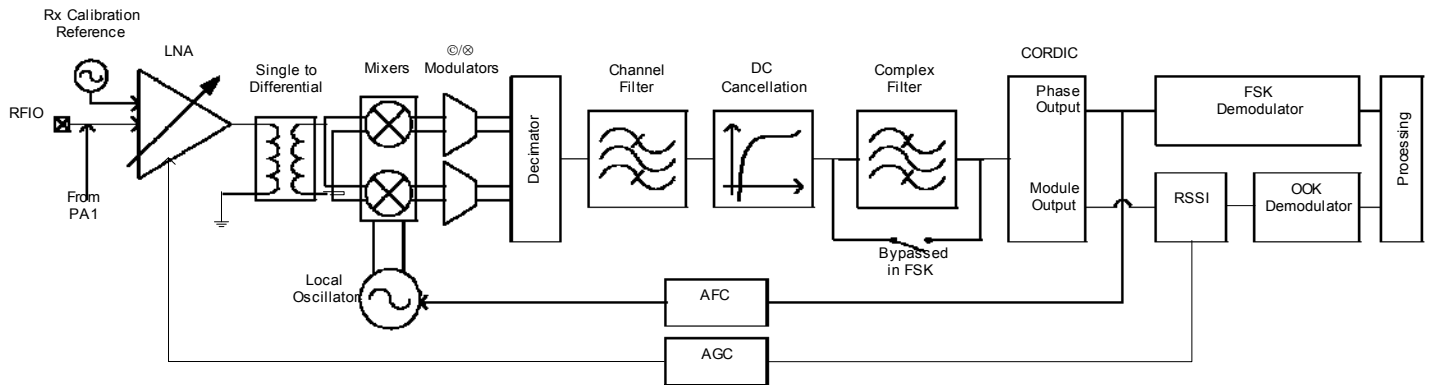 Rx Calibration
Reference
LNA
Single to
Differential
Mixers
©/⊗
Modulators
Decimator
Channel
Filter
DC
Cancellation
Complex
Filter
CORDIC
Phase
Output
Module
Output
FSK
Demodulator
Processing
RFIO
From
PA1
RSSI
OOK
Demodulator
Bypassed
in FSK
Local
Oscillator
AFC
AGC